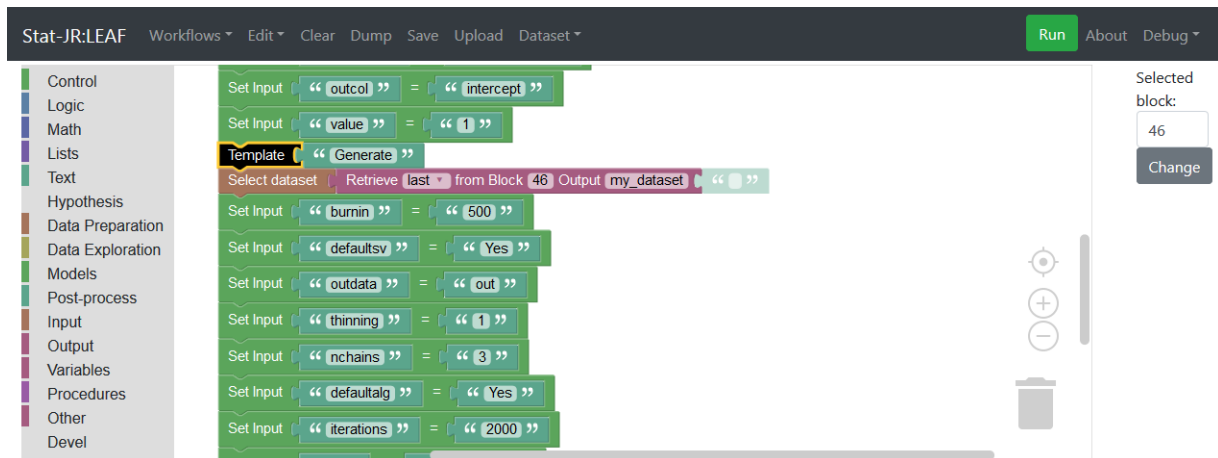 Stat-JR:LEAF Workflows Edit Clear Dump Save Upload Dataset Run About Debug
Control
Logic
Math
Lists
Text
Hypothesis
Data Preparation
Data Exploration
Models
Post-process
Input
Output
Variables
Procedures
Other
Devel
Set Input “ outcol ” = “ intercept ”
Set Input “ value ” = “ 1 ”
Template “ Generate ”
Select dataset Retrieve last from Block 46 Output my_dataset “ ”
Set Input “ burnin ” = “ 500 ”
Set Input “ defaultsv ” = “ Yes ”
Set Input “ outdata ” = “ out ”
Set Input “ thinning ” = “ 1 ”
Set Input “ nchains ” = “ 3 ”
Set Input “ defaultalg ” = “ Yes ”
Set Input “ iterations ” = “ 2000 ”
Selected
block:
46
Change